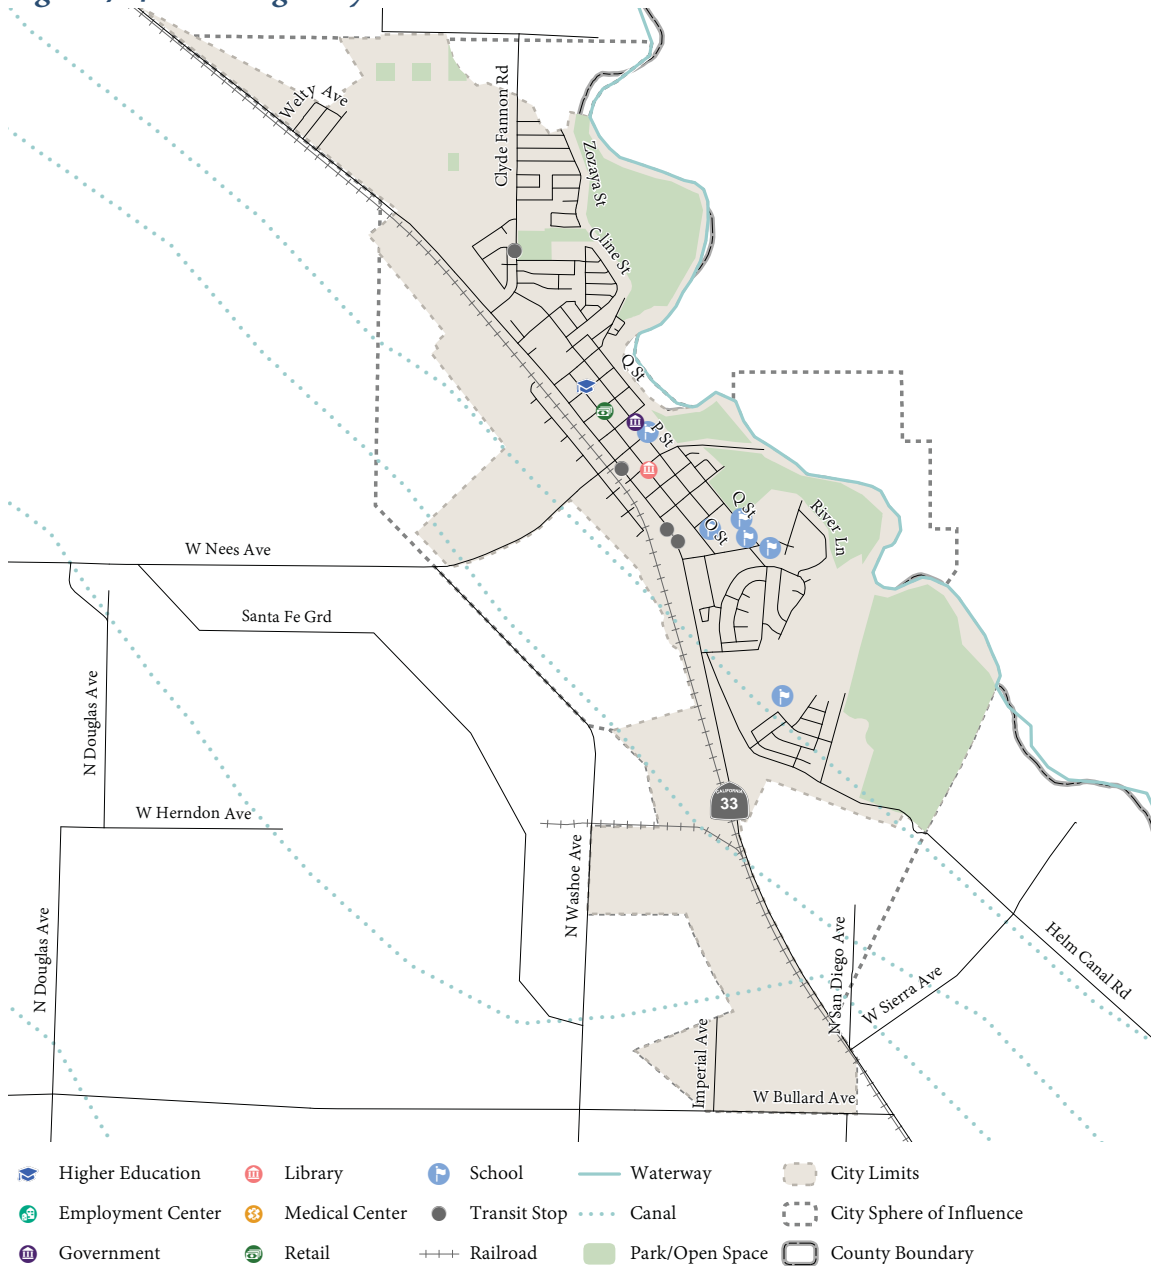 Welty Ave
Clyde Fannon Rd
Zozaya St
Cline St
Q St
P St
Q St
O St
River Ln
W Nees Ave
Santa Fe Grd
N Douglas Ave
W Herndon Ave
CALIFORNIA
33
N Washoe Ave
N Douglas Ave
N San Diego Ave
Helm Canal Rd
W Sierra Ave
Imperial Ave
W Bullard Ave
Higher Education
Library
School
Waterway
City Limits
Employment Center
Medical Center
Transit Stop
Canal
City Sphere of Influence
Government
Retail
Railroad
Park/Open Space
County Boundary